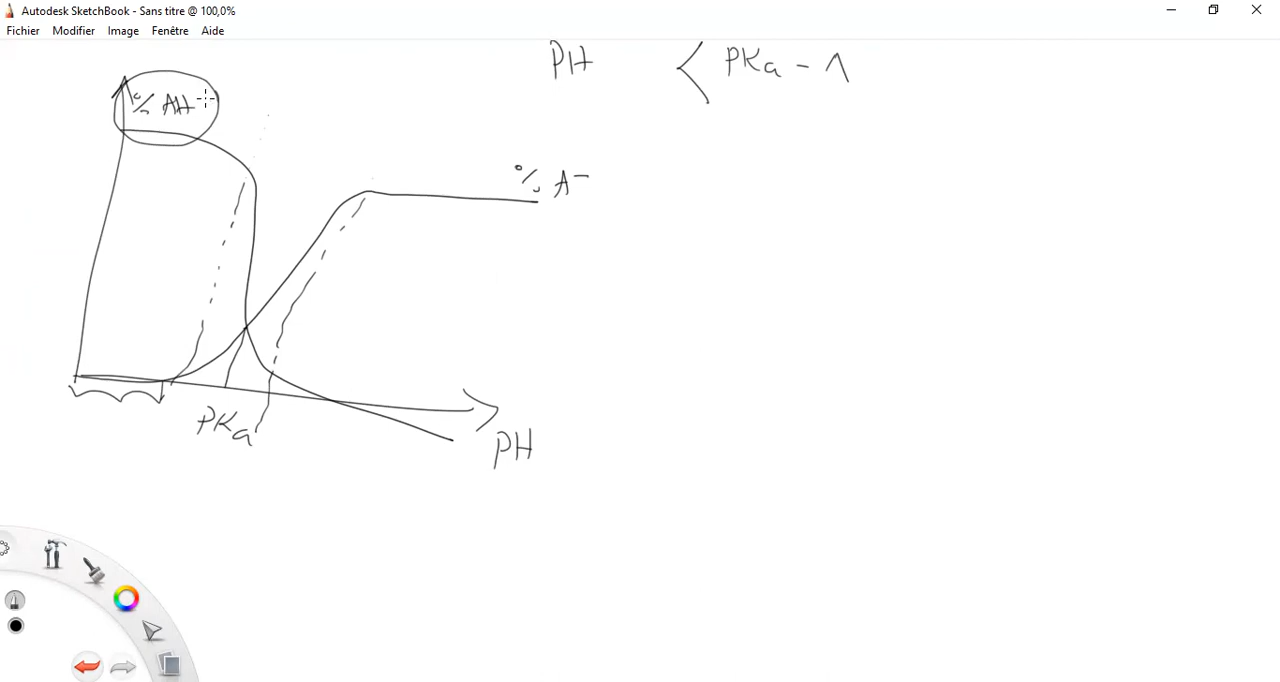 Autodesk SketchBook - Sans titre @ 100,0%
Fichier Modifier Image Fenêtre Aide
PH < PKa - 1
% AH
% A-
PKa
PH